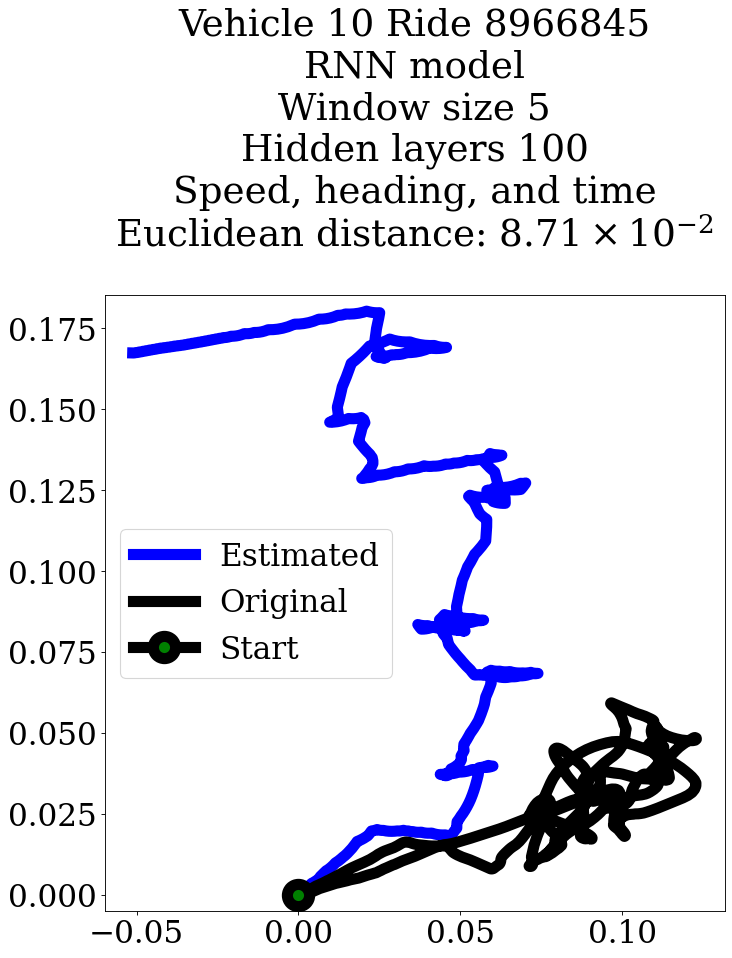 Vehicle 10 Ride 8966845
RNN model
Window size 5
Hidden layers 100
Speed, heading, and time
Euclidean distance: 8.71 × 10⁻²
0.175
0.150
0.125
0.100
0.075
0.050
0.025
0.000
Estimated
Original
Start
−0.05 0.00 0.05 0.10